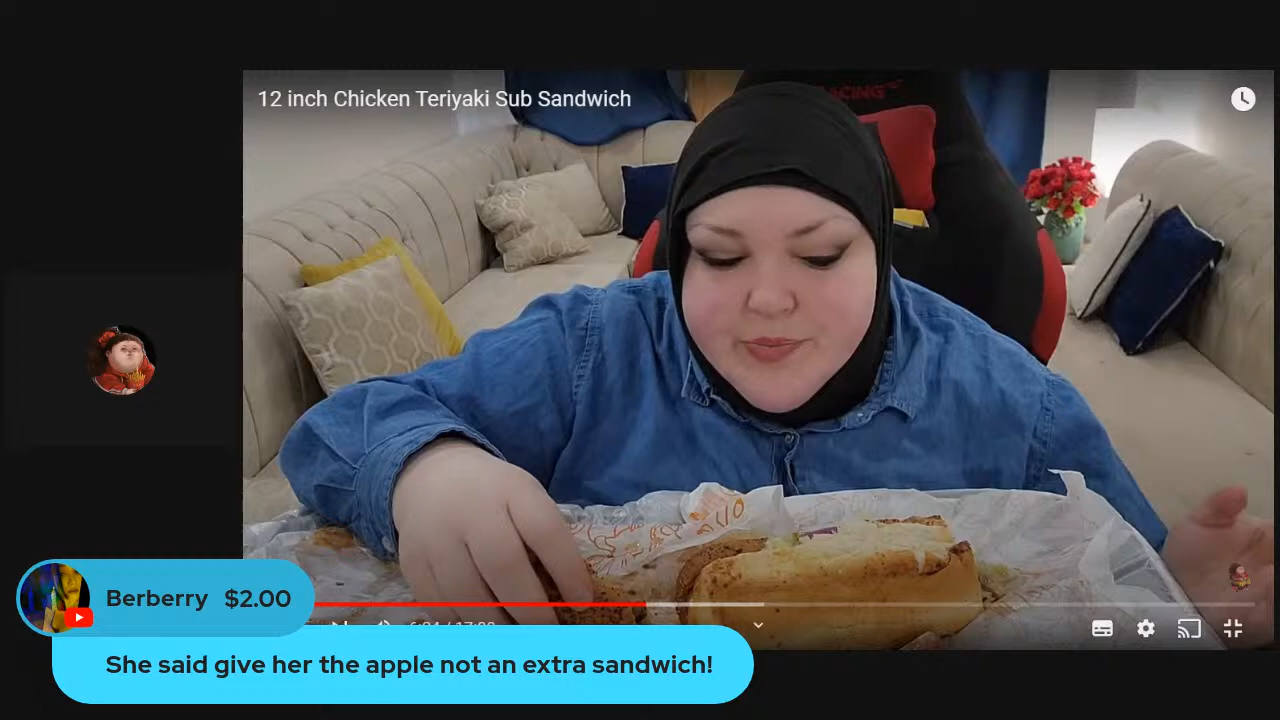 12 inch Chicken Teriyaki Sub Sandwich
RACING
Berberry $2.00
She said give her the apple not an extra sandwich!